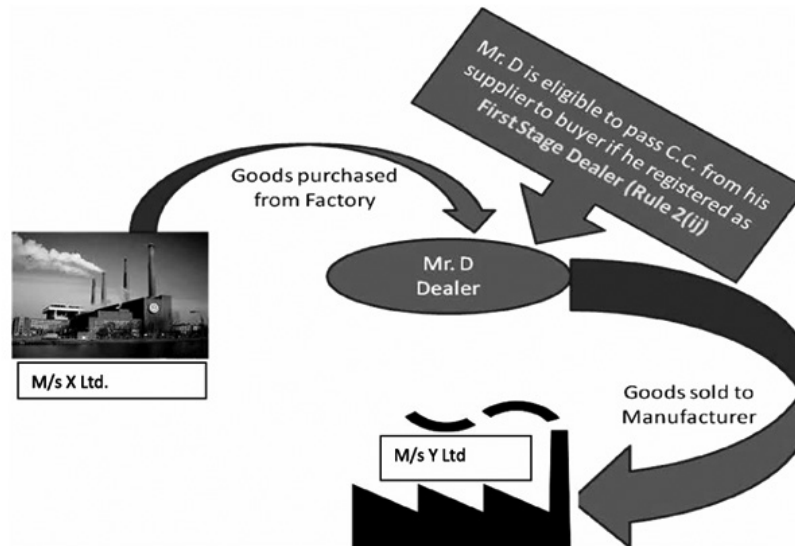 Mr. D is eligible to pass C.C. from his
supplier to buyer if he registered as
First Stage Dealer (Rule 2(ij)
Goods purchased
from Factory
Mr. D
Dealer
M/s X Ltd.
Goods sold to
Manufacturer
M/s Y Ltd